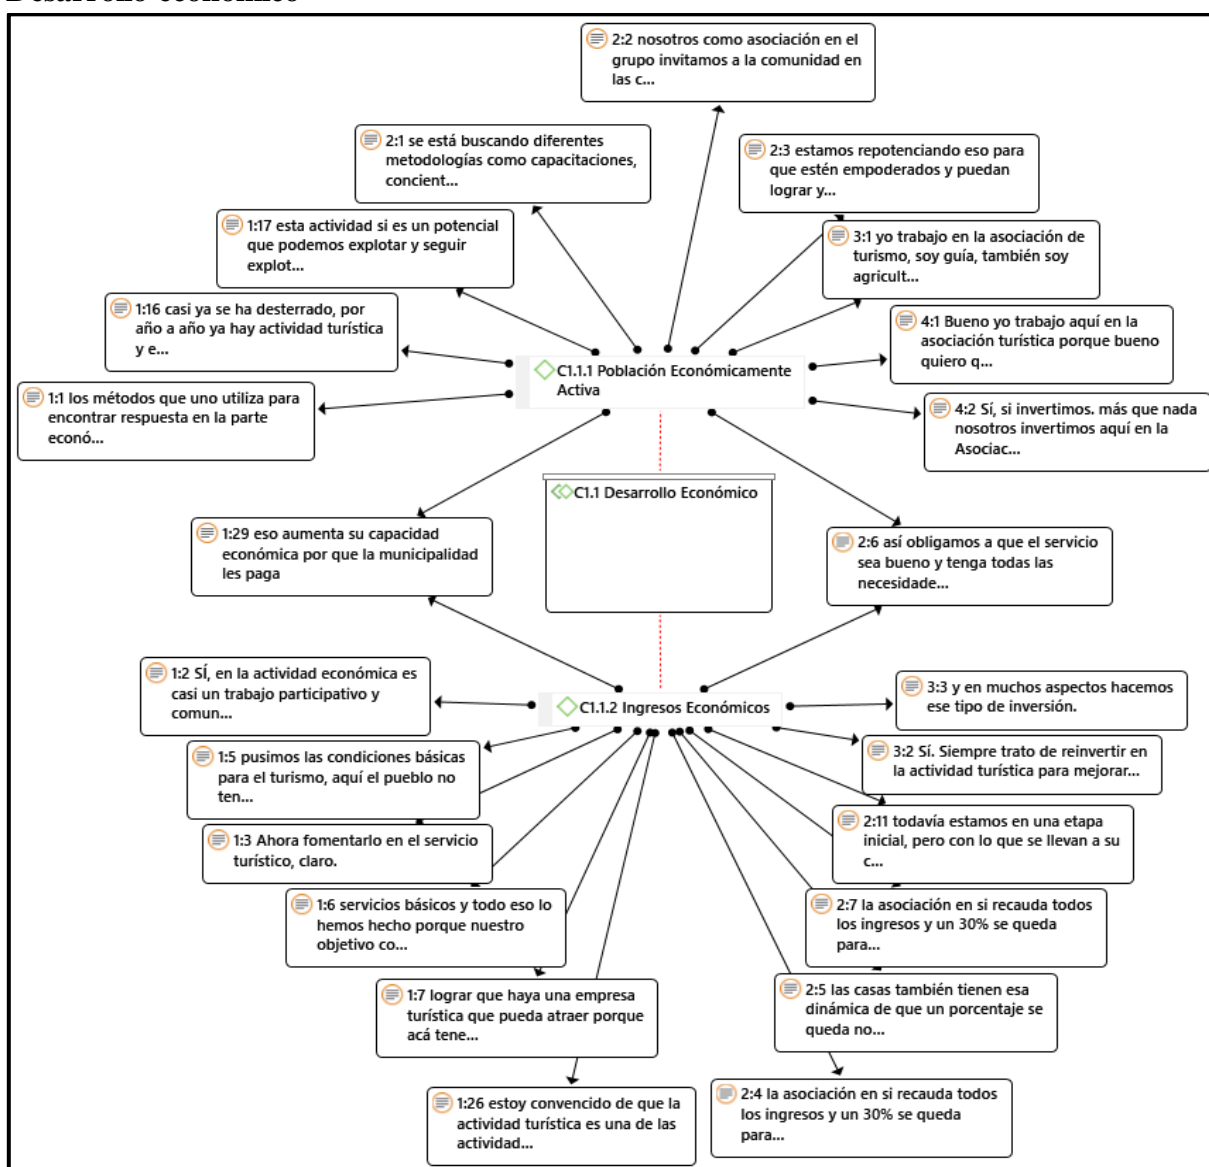 Desarrollo económico
2:2 nosotros como asociación en el
grupo invitamos a la comunidad en
las c...
2:1 se está buscando diferentes
metodologías como capacitaciones,
concient...
2:3 estamos repotenciando eso para
que estén empoderados y puedan
lograr y...
1:17 esta actividad si es un potencial
que podemos explotar y seguir
explot...
3:1 yo trabajo en la asociación de
turismo, soy guía, también soy
agricult...
1:16 casi ya se ha desterrado, por
año a año ya hay actividad turística
y e...
4:1 Bueno yo trabajo aquí en la
asociación turística porque bueno
quiero q...
C1.1.1 Población Económicamente
Activa
1:1 los métodos que uno utiliza para
encontrar respuesta en la parte
econó...
4:2 Sí, si invertimos. más que nada
nosotros invertimos aquí en la
Asociac...
C1.1 Desarrollo Económico
1:29 eso aumenta su capacidad
económica por que la municipalidad
les paga
2:6 así obligamos a que el servicio
sea bueno y tenga todas las
necesidade...
1:2 SÍ, en la actividad económica es
casi un trabajo participativo y
comun...
C1.1.2 Ingresos Económicos
3:3 y en muchos aspectos hacemos
ese tipo de inversión.
1:5 pusimos las condiciones básicas
para el turismo, aquí el pueblo no
ten...
3:2 Sí. Siempre trato de reinvertir en
la actividad turística para mejorar...
1:3 Ahora fomentarlo en el servicio
turístico, claro.
2:11 todavía estamos en una etapa
inicial, pero con lo que se llevan a su
c...
1:6 servicios básicos y todo eso lo
hemos hecho porque nuestro
objetivo co...
2:7 la asociación en si recauda todos
los ingresos y un 30% se queda
para...
1:7 lograr que haya una empresa
turística que pueda atraer porque
acá tene...
2:5 las casas también tienen esa
dinámica de que un porcentaje se
queda no...
1:26 estoy convencido de que la
actividad turística es una de las
actividad...
2:4 la asociación en si recauda todos
los ingresos y un 30% se queda
para...